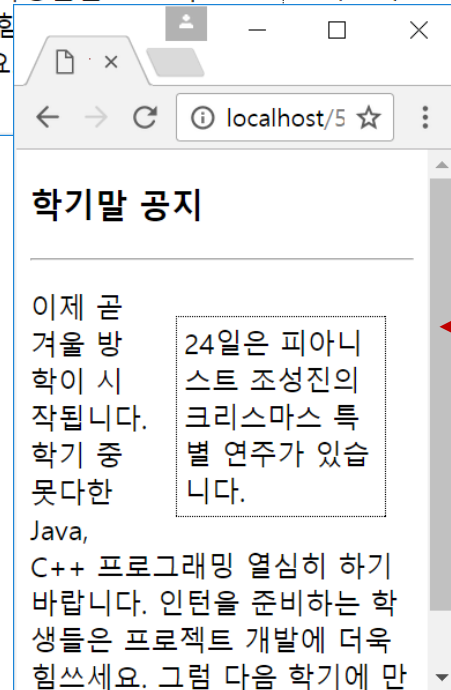 힘
요
localhost/5
학기말 공지
이제 곧
겨울 방
학이 시
작됩니다.
학기 중
못다한
Java,
24일은 피아니
스트 조성진의
크리스마스 특
별 연주가 있습
니다.
C++ 프로그래밍 열심히 하기
바랍니다. 인턴을 준비하는 학
생들은 프로젝트 개발에 더욱
힘쓰세요. 그럼 다음 학기에 만